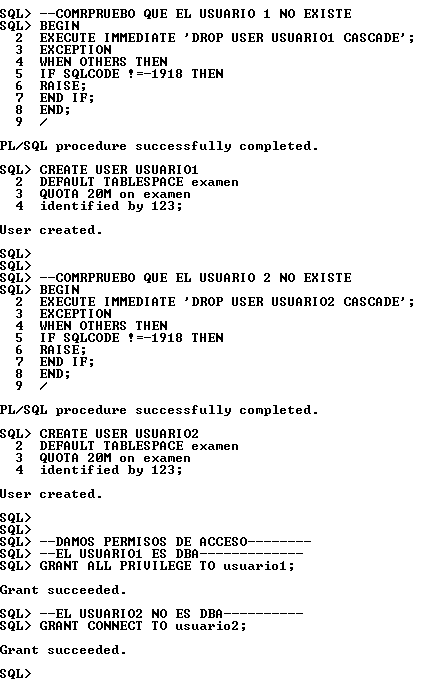 SQL> --COMRPRUEBO QUE EL USUARIO 1 NO EXISTE
SQL> BEGIN
2 EXECUTE IMMEDIATE 'DROP USER USUARIO1 CASCADE';
3 EXCEPTION
4 WHEN OTHERS THEN
5 IF SQLCODE !=-1918 THEN
6 RAISE;
7 END IF;
8 END;
9 /
PL/SQL procedure successfully completed.
SQL> CREATE USER USUARIO1
2 DEFAULT TABLESPACE examen
3 QUOTA 20M on examen
4 identified by 123;
User created.
SQL>
SQL>
SQL> --COMRPRUEBO QUE EL USUARIO 2 NO EXISTE
SQL> BEGIN
2 EXECUTE IMMEDIATE 'DROP USER USUARIO2 CASCADE';
3 EXCEPTION
4 WHEN OTHERS THEN
5 IF SQLCODE !=-1918 THEN
6 RAISE;
7 END IF;
8 END;
9 /
PL/SQL procedure successfully completed.
SQL> CREATE USER USUARIO2
2 DEFAULT TABLESPACE examen
3 QUOTA 20M on examen
4 identified by 123;
User created.
SQL>
SQL>
SQL> --DAMOS PERMISOS DE ACCESO--------
SQL> --EL USUARIO1 ES DBA-------------
SQL> GRANT ALL PRIVILEGE TO usuario1;
Grant succeeded.
SQL> --EL USUARIO2 NO ES DBA----------
SQL> GRANT CONNECT TO usuario2;
Grant succeeded.
SQL>